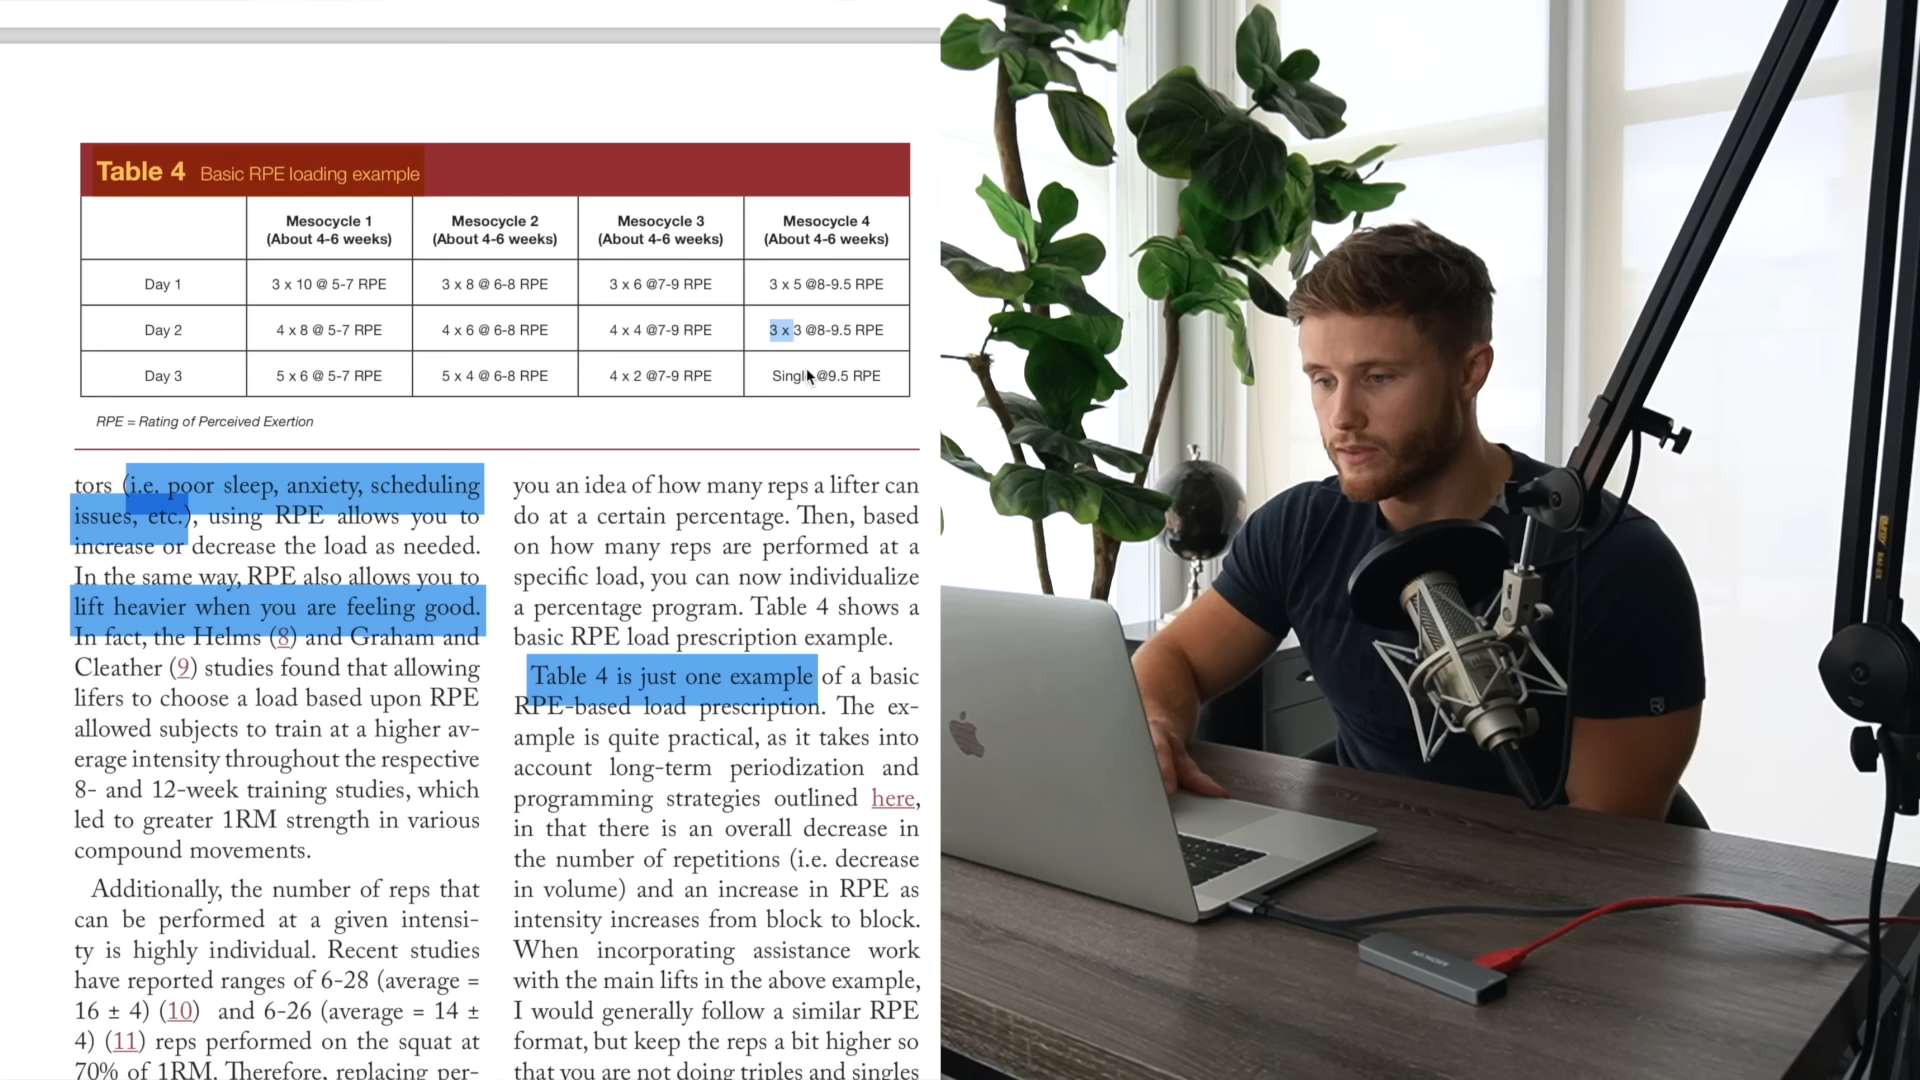 Table 4 Basic RPE loading example
Mesocycle 1 (About 4-6 weeks) Mesocycle 2 (About 4-6 weeks) Mesocycle 3 (About 4-6 weeks) Mesocycle 4 (About 4-6 weeks)
Day 1 3 x 10 @ 5-7 RPE 3 x 8 @ 6-8 RPE 3 x 6 @7-9 RPE 3 x 5 @8-9.5 RPE
Day 2 4 x 8 @ 5-7 RPE 4 x 6 @ 6-8 RPE 4 x 4 @7-9 RPE 3 x 3 @8-9.5 RPE
Day 3 5 x 6 @ 5-7 RPE 5 x 4 @ 6-8 RPE 4 x 2 @7-9 RPE Single @9.5 RPE
RPE = Rating of Perceived Exertion
tors (i.e. poor sleep, anxiety, scheduling
issues, etc.), using RPE allows you to
increase or decrease the load as needed.
In the same way, RPE also allows you to
lift heavier when you are feeling good.
In fact, the Helms (8) and Graham and
Cleather (9) studies found that allowing
lifers to choose a load based upon RPE
allowed subjects to train at a higher av-
erage intensity throughout the respective
8- and 12-week training studies, which
led to greater 1RM strength in various
compound movements.
Additionally, the number of reps that
can be performed at a given intensi-
ty is highly individual. Recent studies
have reported ranges of 6-28 (average =
16 ± 4) (10) and 6-26 (average = 14 ±
4) (11) reps performed on the squat at
70% of 1RM. Therefore, replacing per-
you an idea of how many reps a lifter can
do at a certain percentage. Then, based
on how many reps are performed at a
specific load, you can now individualize
a percentage program. Table 4 shows a
basic RPE load prescription example.
Table 4 is just one example of a basic
RPE-based load prescription. The ex-
ample is quite practical, as it takes into
account long-term periodization and
programming strategies outlined here,
in that there is an overall decrease in
the number of repetitions (i.e. decrease
in volume) and an increase in RPE as
intensity increases from block to block.
When incorporating assistance work
with the main lifts in the above example,
I would generally follow a similar RPE
format, but keep the reps a bit higher so
that you are not doing triples and singles